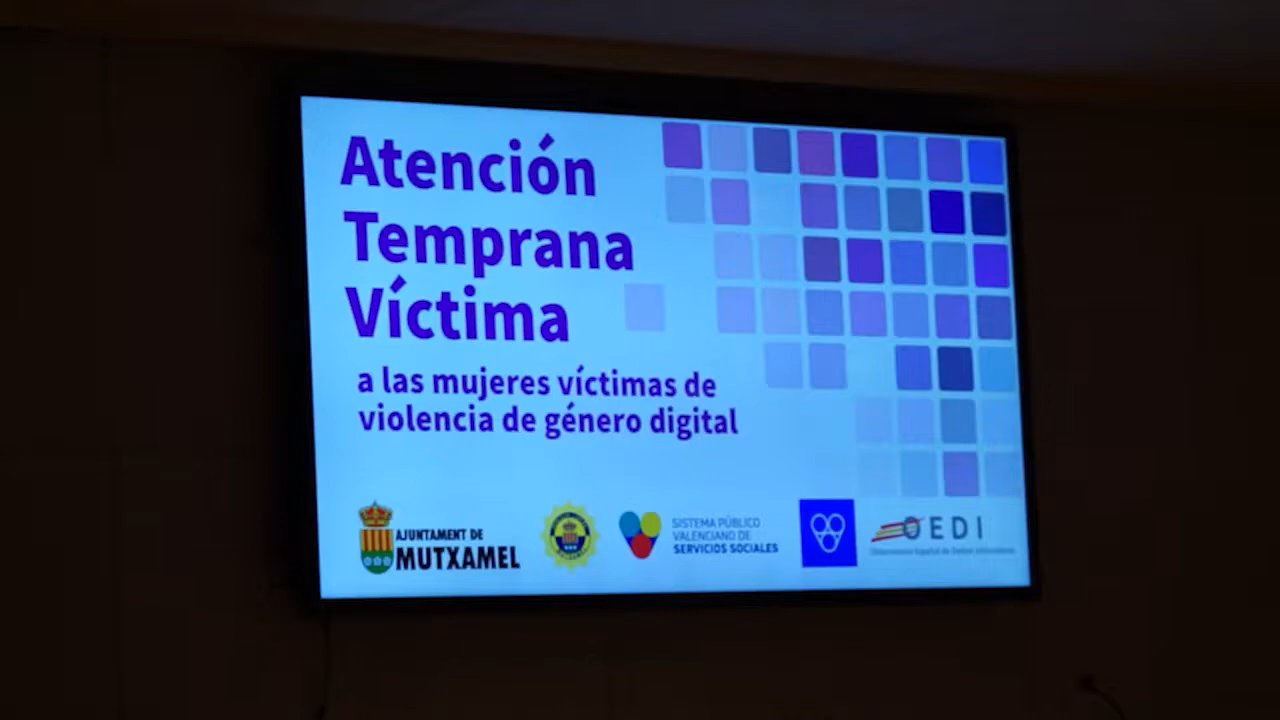 Atención
Temprana
Víctima
a las mujeres víctimas de
violencia de género digital
AJUNTAMENT DE
MUTXAMEL
SISTEMA PÚBLICO
VALENCIANO DE
SERVICIOS SOCIALES
OEDI